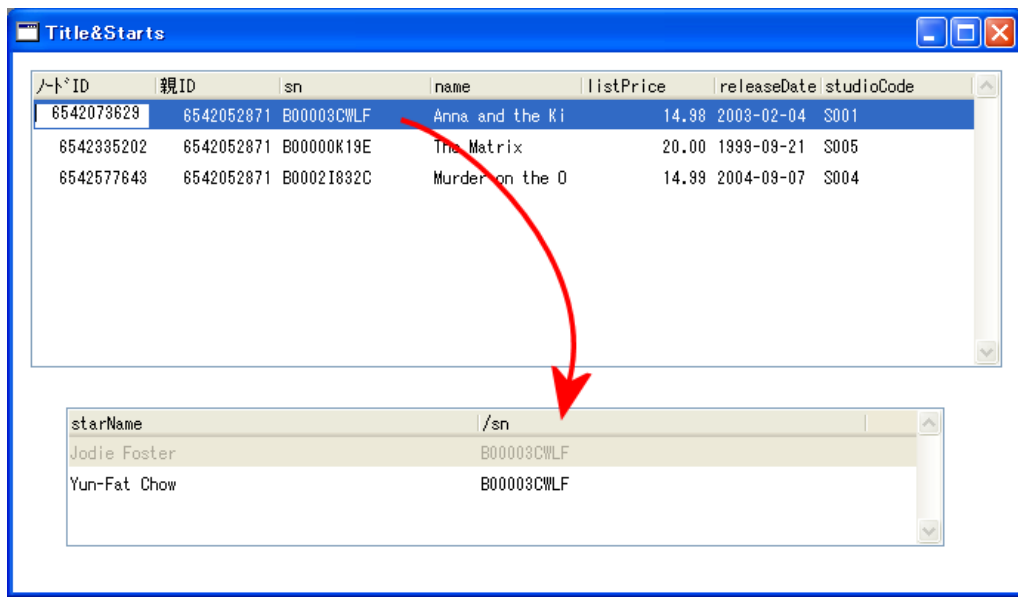 Title&Starts
ノードID 親ID sn name listPrice releaseDate studioCode
6542073629 6542052871 B00003CWLF Anna and the Ki 14.98 2003-02-04 S001
6542335202 6542052871 B00000K19E The Matrix 20.00 1999-09-21 S005
6542577643 6542052871 B0002I832C Murder on the O 14.99 2004-09-07 S004
starName /sn
Jodie Foster B00003CWLF
Yun-Fat Chow B00003CWLF